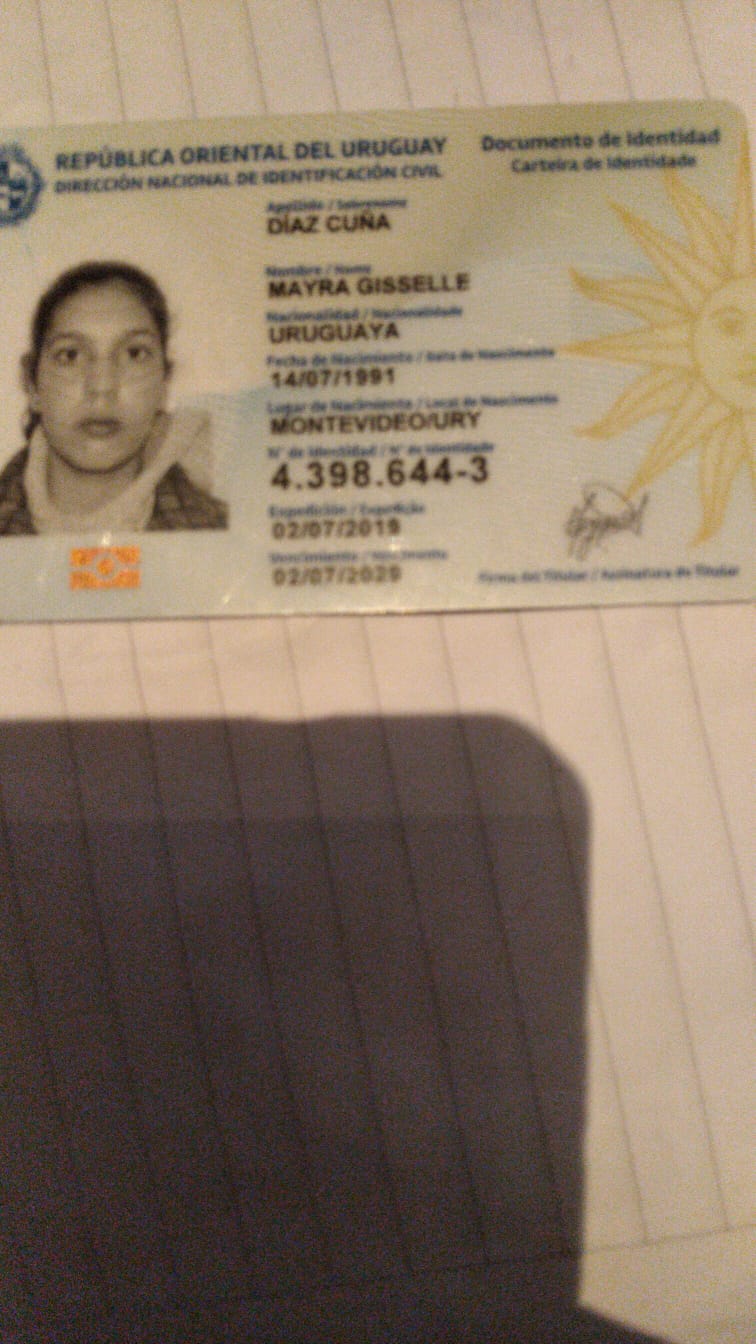 REPÚBLICA ORIENTAL DEL URUGUAY
DIRECCIÓN NACIONAL DE IDENTIFICACIÓN CIVIL
Documento de Identidad
Carteira de Identidade
Apellido / Sobrenome
DÍAZ CUÑA
Nombre / Nome
MAYRA GISSELLE
Nacionalidad / Nacionalidade
URUGUAYA
Fecha de Nacimiento / Data de Nascimento
14/07/1991
Lugar de Nacimiento / Local de Nascimento
MONTEVIDEO/URY
N° de Identidad / N° de Identidade
4.398.644-3
Expedición / Expedição
02/07/2019
Vencimiento / Vencimento
02/07/2029
Firma del Titular / Assinatura do Titular